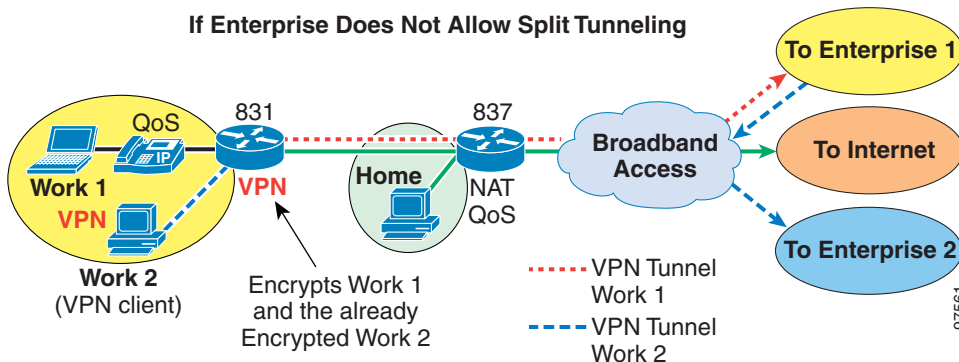 If Enterprise Does Not Allow Split Tunneling
To Enterprise 1
831
837
QoS
IP
Broadband
Access
To Internet
Work 1
VPN
Home
NAT
QoS
VPN
Work 2
(VPN client)
Encrypts Work 1
and the already
Encrypted Work 2
VPN Tunnel
Work 1
VPN Tunnel
Work 2
To Enterprise 2
97561